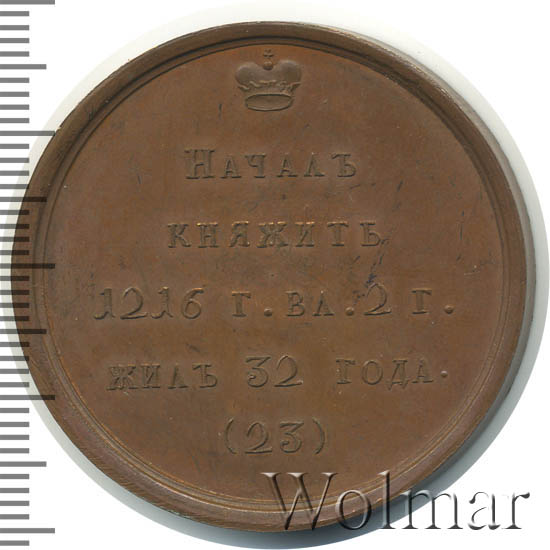 НАЧАЛЪ
КНЯЖИТЬ
1216 Г. ВЛ. 2 Г.
ЖИЛЪ 32 ГОДА.
(23)
Wolmar